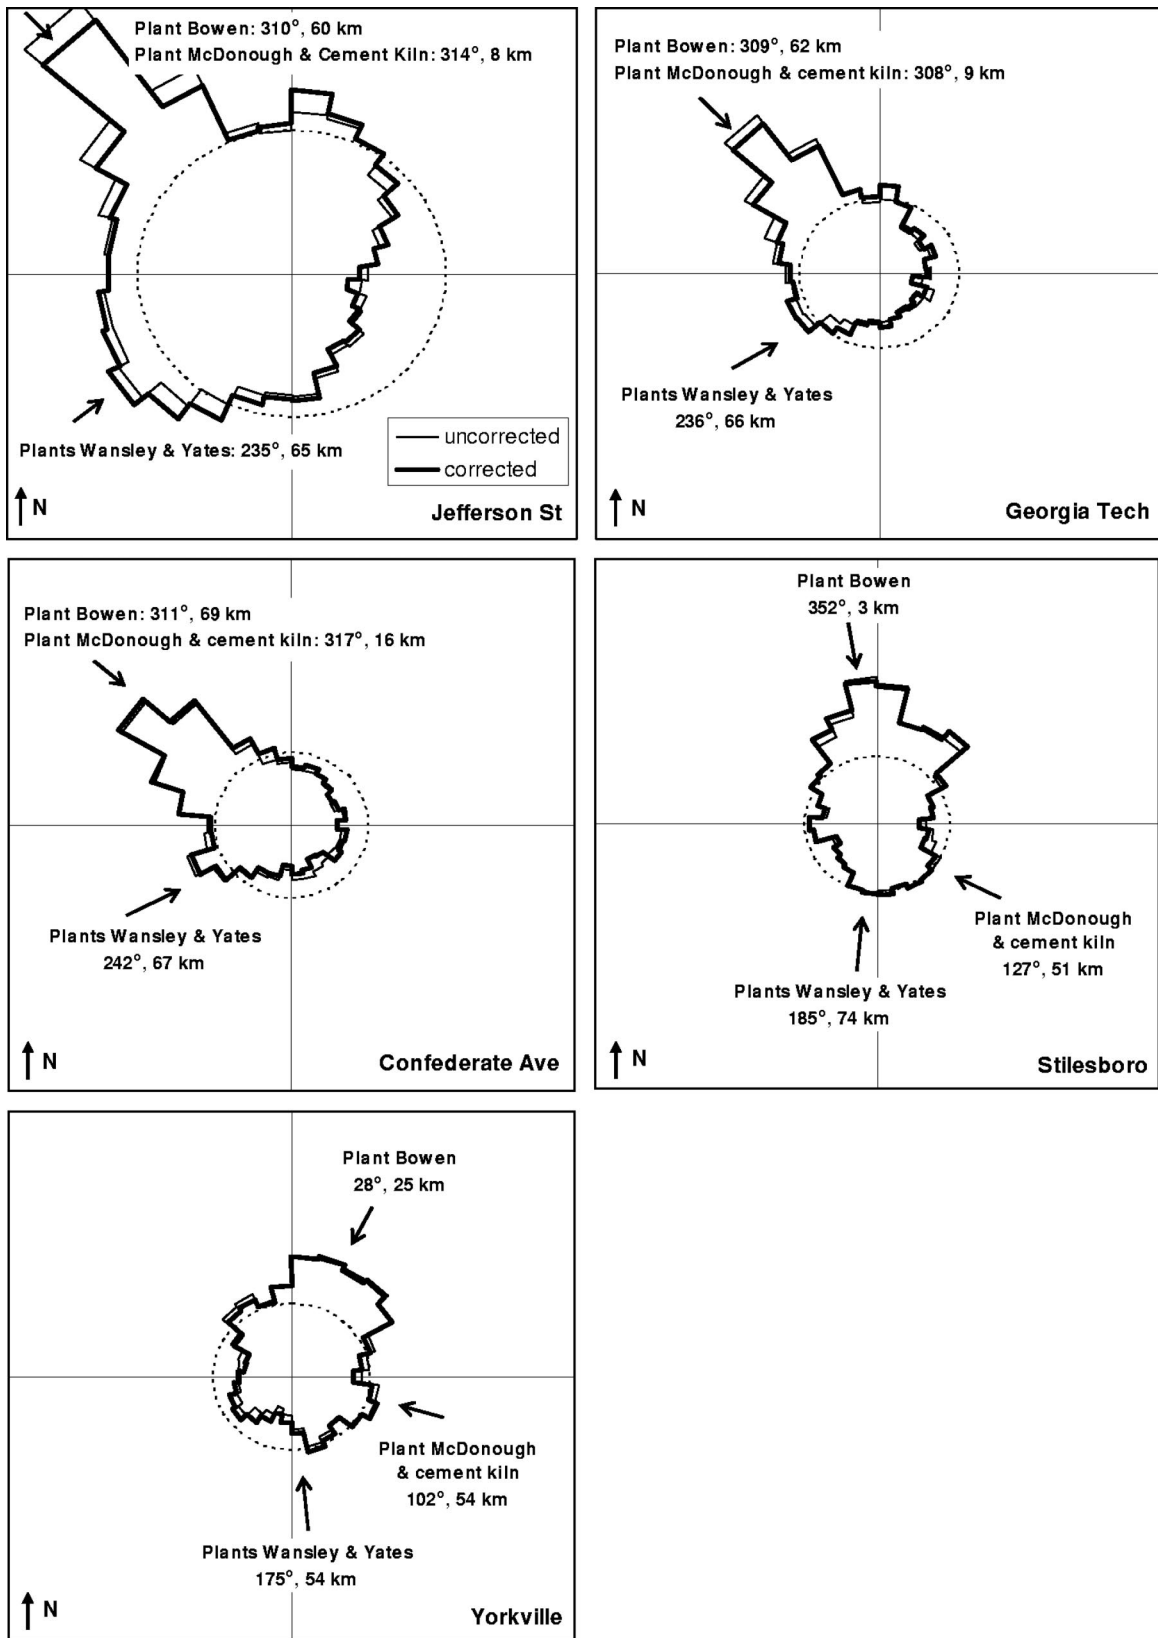 Plant Bowen: 310°, 60 km
Plant McDonough & Cement Kiln: 314°, 8 km
Plants Wansley & Yates: 235°, 65 km
uncorrected
corrected
N
Jefferson St
Plant Bowen: 309°, 62 km
Plant McDonough & cement kiln: 308°, 9 km
Plants Wansley & Yates
236°, 66 km
N
Georgia Tech
Plant Bowen: 311°, 69 km
Plant McDonough & cement kiln: 317°, 16 km
Plants Wansley & Yates
242°, 67 km
N
Confederate Ave
Plant Bowen
352°, 3 km
Plant McDonough
& cement kiln
127°, 51 km
Plants Wansley & Yates
185°, 74 km
N
Stilesboro
Plant Bowen
28°, 25 km
Plant McDonough
& cement kiln
102°, 54 km
Plants Wansley & Yates
175°, 54 km
N
Yorkville